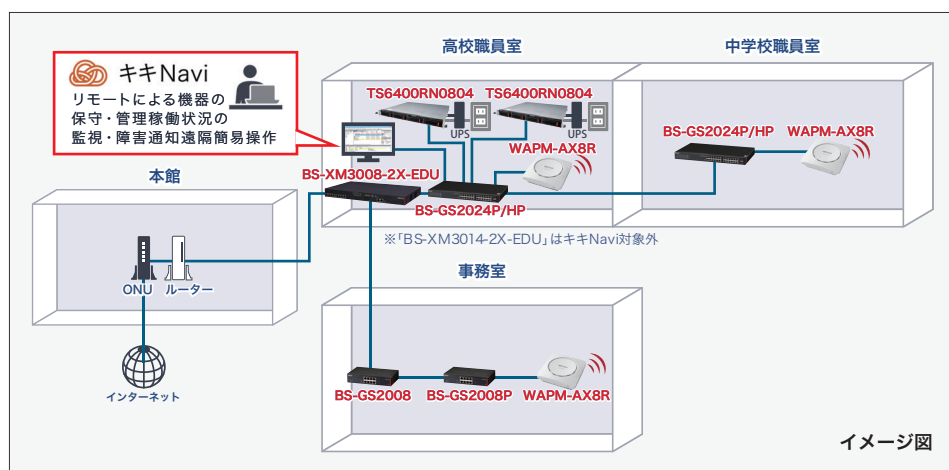 キキNavi
リモートによる機器の
保守・管理稼働状況の
監視・障害通知遠隔簡易操作
高校職員室
中学校職員室
TS6400RN0804
TS6400RN0804
UPS
UPS
WAPM-AX8R
BS-XM3008-2X-EDU
BS-GS2024P/HP
BS-GS2024P/HP
WAPM-AX8R
※「BS-XM3014-2X-EDU」はキキNavi対象外
本館
ONU
ルーター
インターネット
事務室
BS-GS2008
BS-GS2008P
WAPM-AX8R
イメージ図